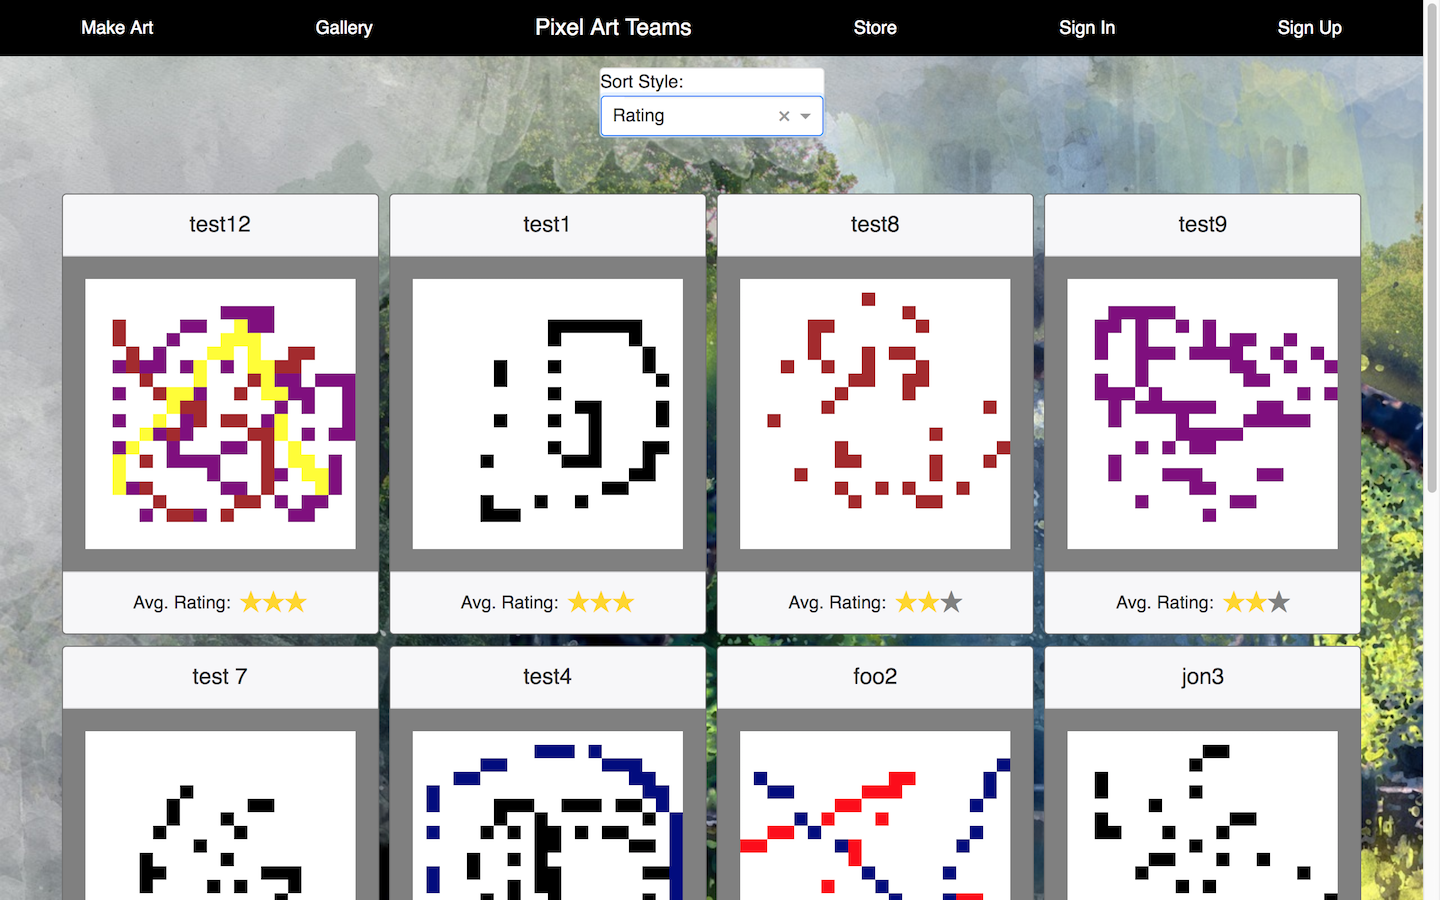 Make Art Gallery Pixel Art Teams Store Sign In Sign Up
Sort Style:
Rating
test12 test1 test8 test9
Avg. Rating: Avg. Rating: Avg. Rating: Avg. Rating:
test 7 test4 foo2 jon3